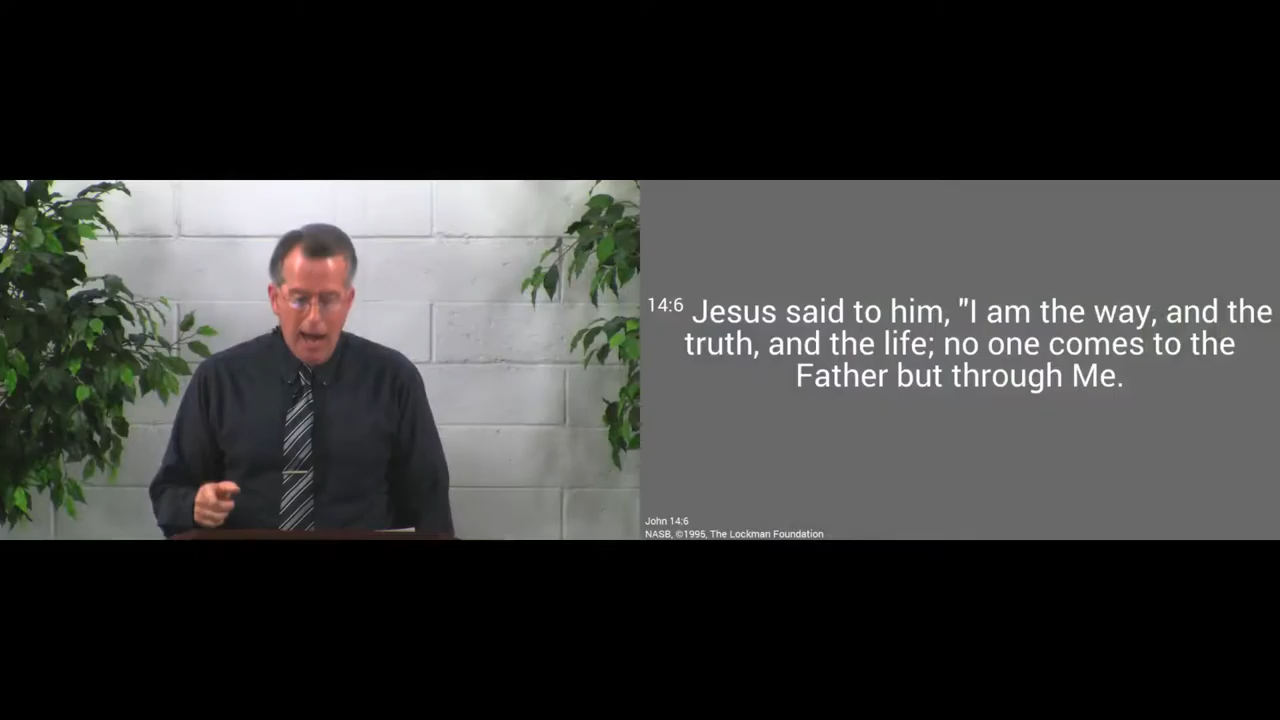 14:6 Jesus said to him, "I am the way, and the
truth, and the life; no one comes to the
Father but through Me.
John 14:6
NASB, ©1995, The Lockman Foundation